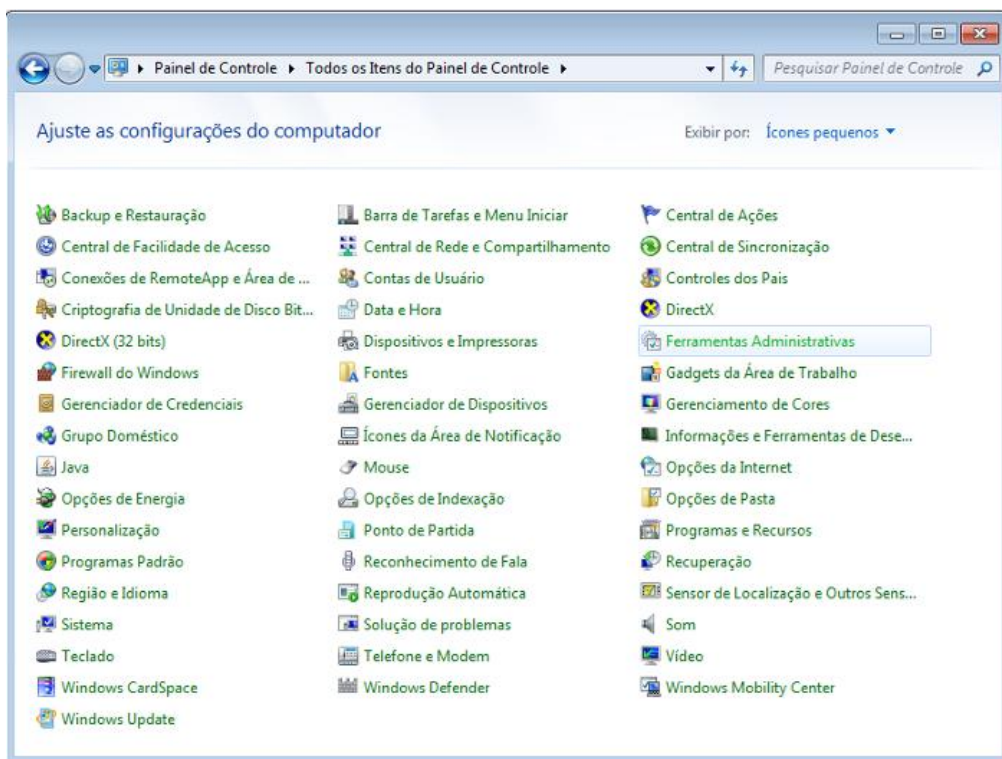 Painel de Controle Todos os Itens do Painel de Controle Pesquisar Painel de Controle
Ajuste as configurações do computador Exibir por: Ícones pequenos
Backup e Restauração Barra de Tarefas e Menu Iniciar Central de Ações
Central de Facilidade de Acesso Central de Rede e Compartilhamento Central de Sincronização
Conexões de RemoteApp e Área de ... Contas de Usuário Controles dos Pais
Criptografia de Unidade de Disco Bit... Data e Hora DirectX
DirectX (32 bits) Dispositivos e Impressoras Ferramentas Administrativas
Firewall do Windows Fontes Gadgets da Área de Trabalho
Gerenciador de Credenciais Gerenciador de Dispositivos Gerenciamento de Cores
Grupo Doméstico Ícones da Área de Notificação Informações e Ferramentas de Dese...
Java Mouse Opções da Internet
Opções de Energia Opções de Indexação Opções de Pasta
Personalização Ponto de Partida Programas e Recursos
Programas Padrão Reconhecimento de Fala Recuperação
Região e Idioma Reprodução Automática Sensor de Localização e Outros Sens...
Sistema Solução de problemas Som
Teclado Telefone e Modem Vídeo
Windows CardSpace Windows Defender Windows Mobility Center
Windows Update